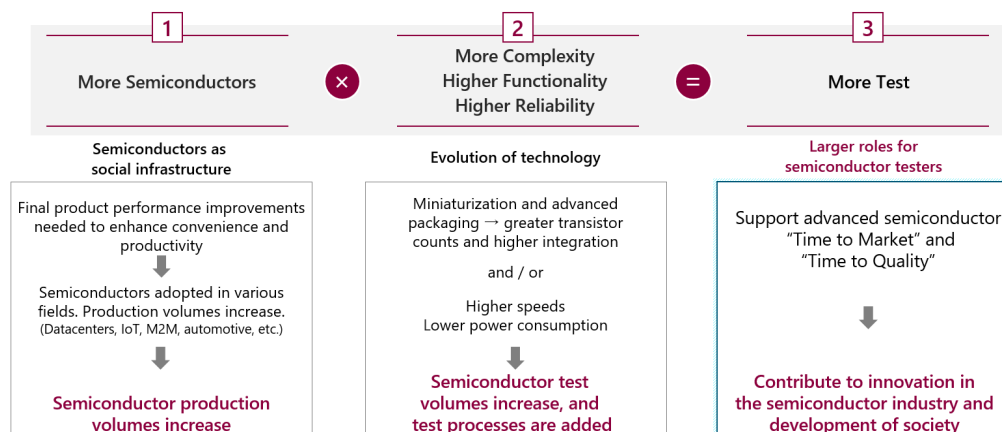 1
More Semiconductors
×
2
More Complexity
Higher Functionality
Higher Reliability
=
3
More Test
Semiconductors as
social infrastructure
Final product performance improvements
needed to enhance convenience and
productivity
Semiconductors adopted in various
fields. Production volumes increase.
(Datacenters, IoT, M2M, automotive, etc.)
Semiconductor production
volumes increase
Evolution of technology
Miniaturization and advanced
packaging → greater transistor
counts and higher integration
and / or
Higher speeds
Lower power consumption
Semiconductor test
volumes increase, and
test processes are added
Larger roles for
semiconductor testers
Support advanced semiconductor
“Time to Market” and
“Time to Quality”
Contribute to innovation in
the semiconductor industry and
development of society